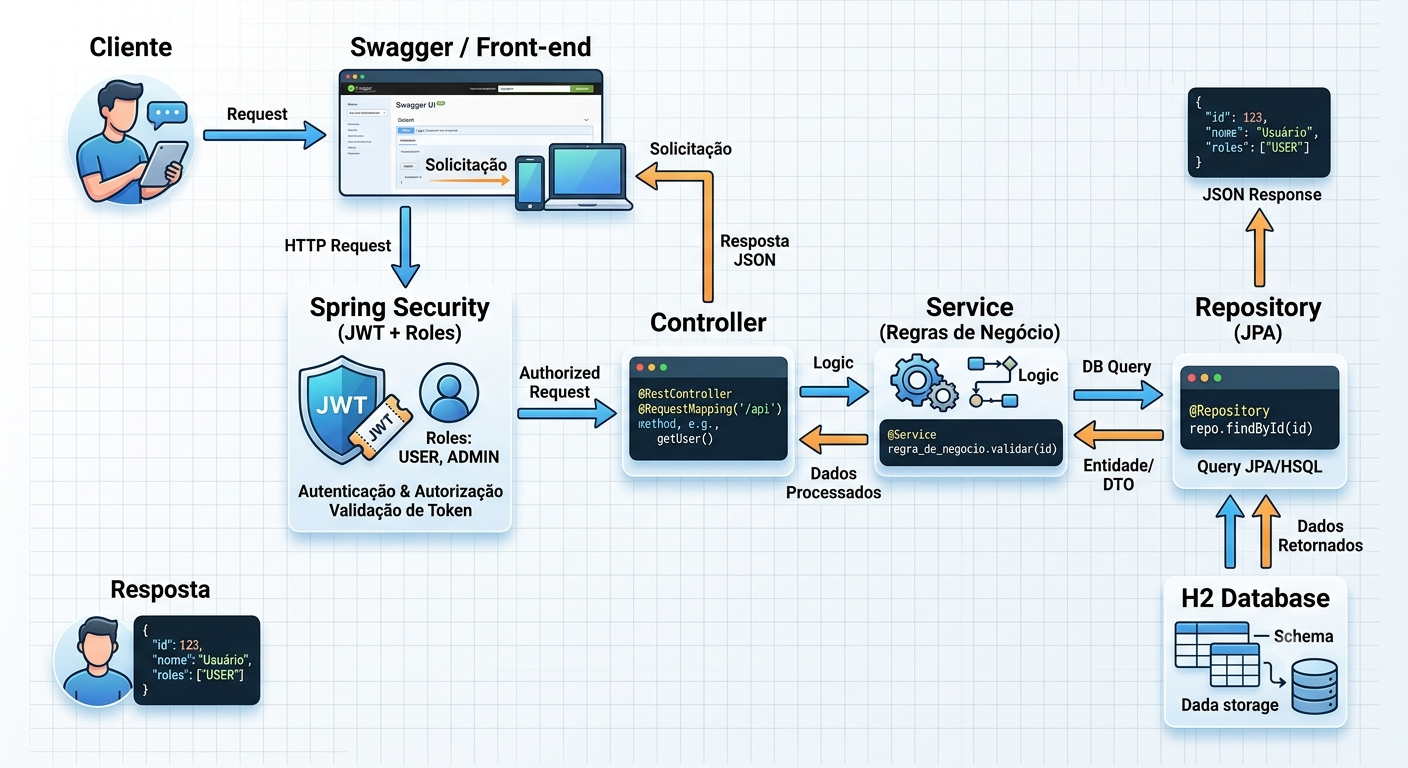 Cliente
Swagger / Front-end
Request
Swagger UI
Solicitação
Solicitação
{
"id": 123,
"nome": "Usuário",
"roles": ["USER"]
}
JSON Response
HTTP Request
Resposta
JSON
Spring Security
(JWT + Roles)
JWT
JWT
Roles:
USER, ADMIN
Autenticação & Autorização
Validação de Token
Authorized
Request
Controller
@RestController
@RequestMapping('/api')
method, e.g.,
getUser()
Logic
Dados
Processados
Service
(Regras de Negócio)
Logic
@Service
regra_de_negocio.validar(id)
DB Query
Entidade/
DTO
Repository
(JPA)
@Repository
repo.findById(id)
Query JPA/HSQL
Dados
Retornados
H2 Database
Schema
Dada storage
Resposta
{
"id": 123,
"nome": "Usuário",
"roles": ["USER"]
}